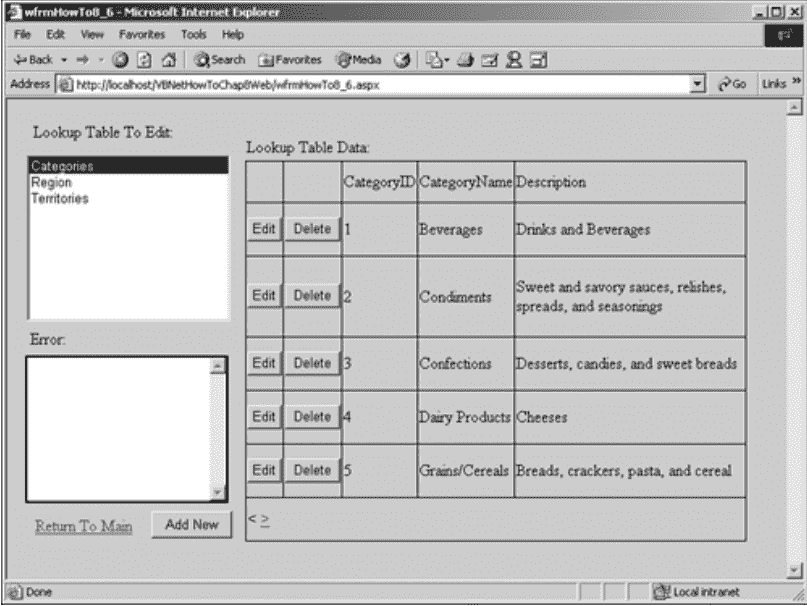 wfrmHowTo8_6 - Microsoft Internet Explorer
File Edit View Favorites Tools Help
Back Search Favorites Media
Address http://localhost/VBNetHowToChap8Web/wfrmHowTo8_6.aspx Go Links »
Lookup Table To Edit:
Categories
Region
Territories
Error:
Return To Main Add New
Lookup Table Data:
CategoryID CategoryName Description
Edit Delete 1 Beverages Drinks and Beverages
Edit Delete 2 Condiments Sweet and savory sauces, relishes,
spreads, and seasonings
Edit Delete 3 Confections Desserts, candies, and sweet breads
Edit Delete 4 Dairy Products Cheeses
Edit Delete 5 Grains/Cereals Breads, crackers, pasta, and cereal
< >
Done Local intranet